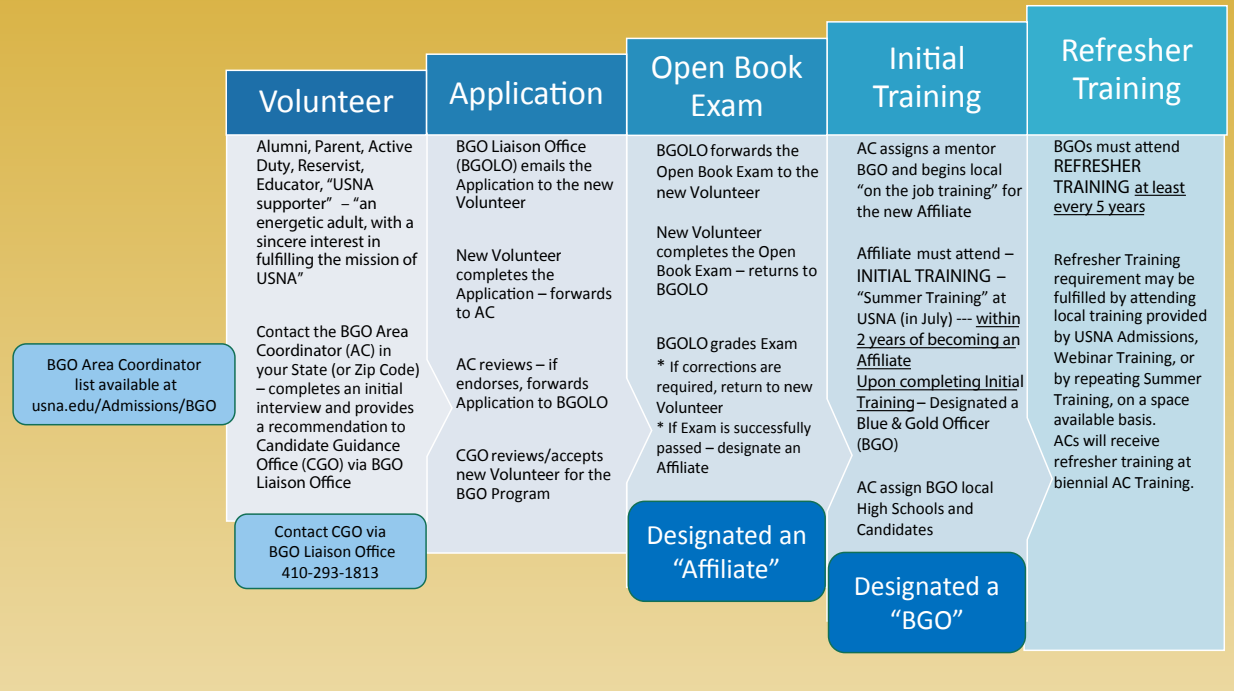 Volunteer
Alumni, Parent, Active
Duty, Reservist,
Educator, “USNA
supporter” – “an
energetic adult, with a
sincere interest in
fulfilling the mission of
USNA”
Contact the BGO Area
Coordinator (AC) in
your State (or Zip Code)
– completes an initial
interview and provides
a recommendation to
Candidate Guidance
Office (CGO) via BGO
Liaison Office
BGO Area Coordinator
list available at
usna.edu/Admissions/BGO
Contact CGO via
BGO Liaison Office
410-293-1813
Application
BGO Liaison Office
(BGOLO) emails the
Application to the new
Volunteer
New Volunteer
completes the
Application – forwards
to AC
AC reviews – if
endorses, forwards
Application to BGOLO
CGO reviews/accepts
new Volunteer for the
BGO Program
Open Book
Exam
BGOLO forwards the
Open Book Exam to the
new Volunteer
New Volunteer
completes the Open
Book Exam – returns to
BGOLO
BGOLO grades Exam
* If corrections are
required, return to new
Volunteer
* If Exam is successfully
passed – designate an
Affiliate
Designated an
“Affiliate”
Initial
Training
AC assigns a mentor
BGO and begins local
“on the job training” for
the new Affiliate
Affiliate must attend –
INITIAL TRAINING –
“Summer Training” at
USNA (in July) --- within
2 years of becoming an
Affiliate
Upon completing Initial
Training – Designated a
Blue & Gold Officer
(BGO)
AC assign BGO local
High Schools and
Candidates
Designated a
“BGO”
Refresher
Training
BGOs must attend
REFRESHER
TRAINING at least
every 5 years
Refresher Training
requirement may be
fulfilled by attending
local training provided
by USNA Admissions,
Webinar Training, or
by repeating Summer
Training, on a space
available basis.
ACs will receive
refresher training at
biennial AC Training.